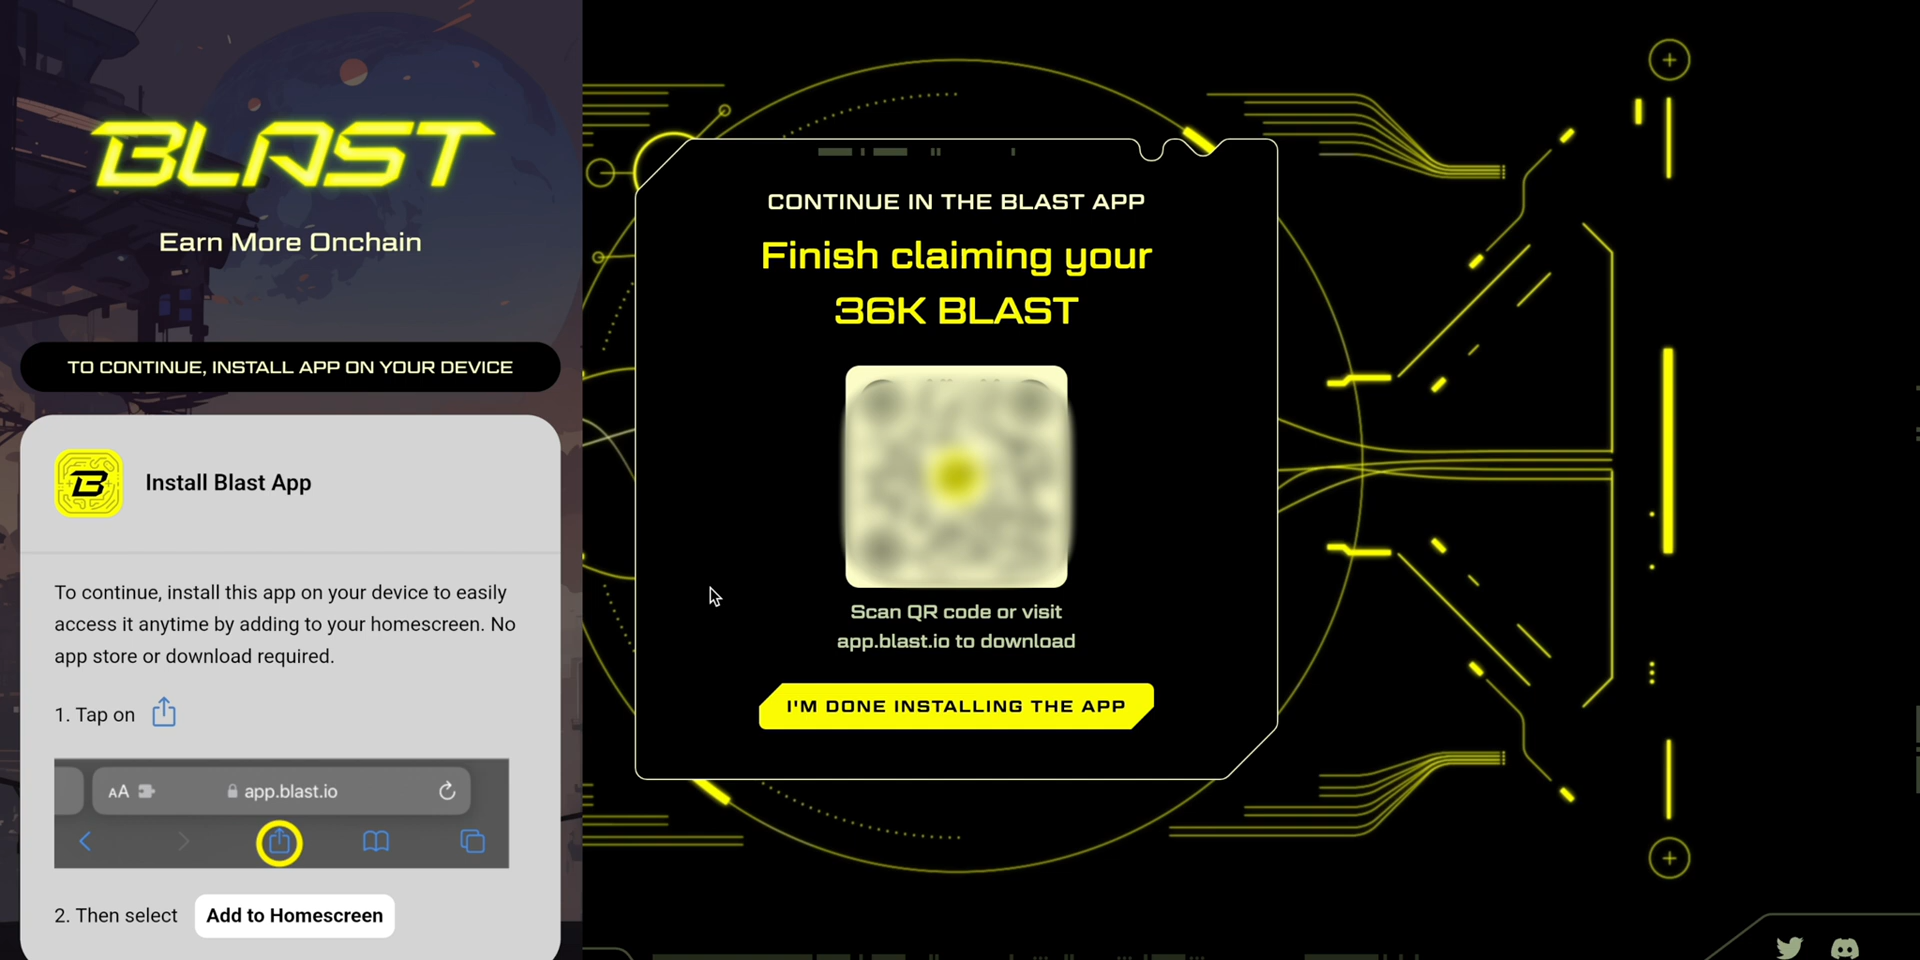 BLAST
Earn More Onchain
TO CONTINUE, INSTALL APP ON YOUR DEVICE
B
Install Blast App
To continue, install this app on your device to easily
access it anytime by adding to your homescreen. No
app store or download required.
1. Tap on
AA
app.blast.io
2. Then select
Add to Homescreen
CONTINUE IN THE BLAST APP
Finish claiming your
36K BLAST
Scan QR code or visit
app.blast.io to download
I'M DONE INSTALLING THE APP